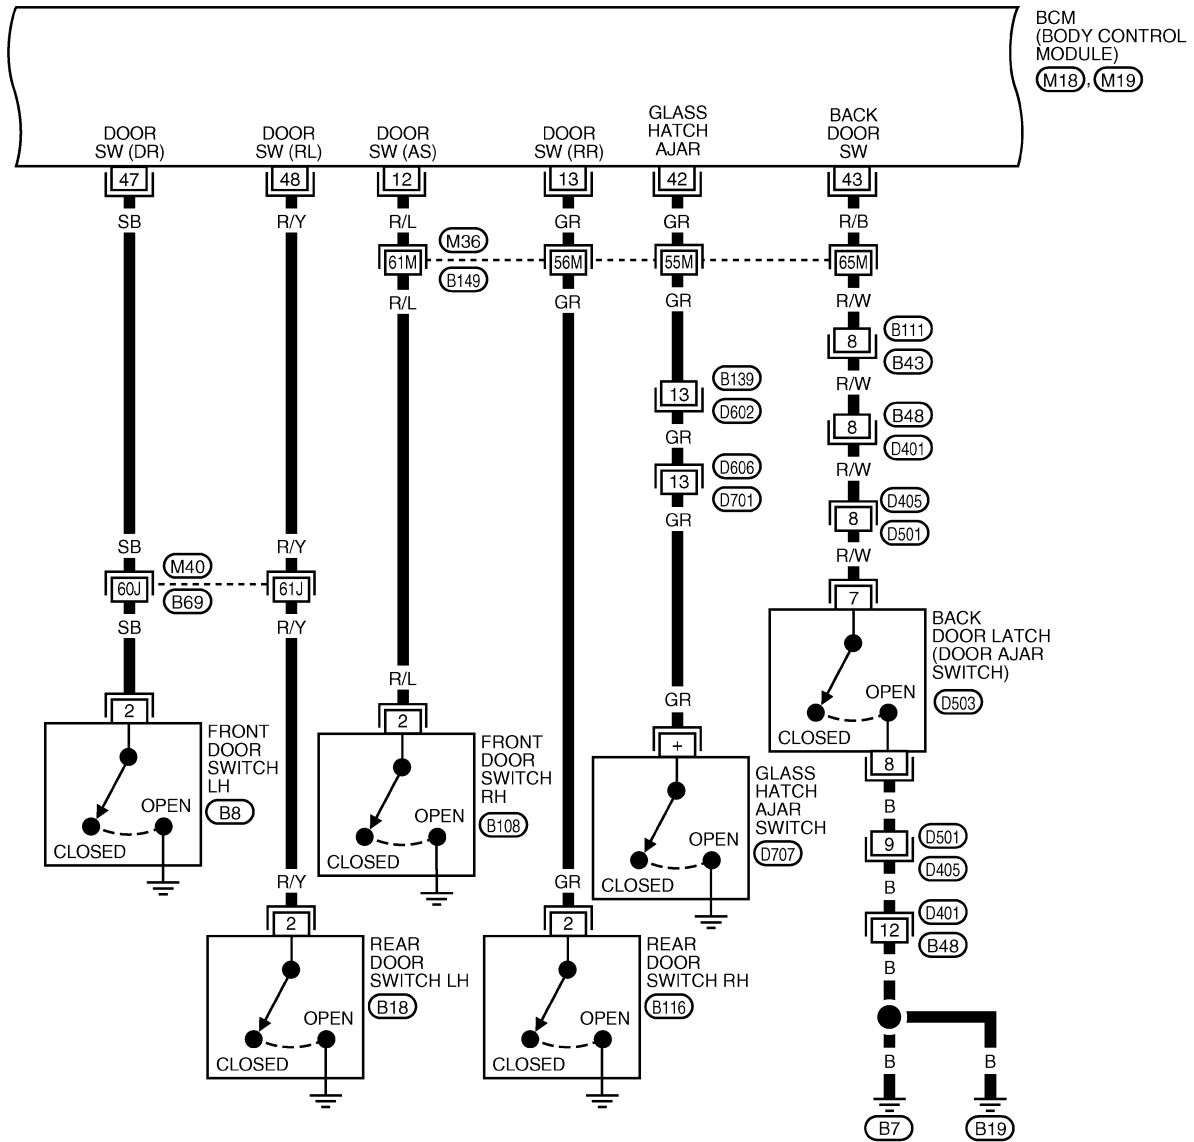 BCM
(BODY CONTROL
MODULE)
M18, M19
DOOR
SW (DR)
DOOR
SW (RL)
DOOR
SW (AS)
DOOR
SW (RR)
GLASS
HATCH
AJAR
BACK
DOOR
SW
47
48
12
13
42
43
SB
R/Y
R/L
GR
GR
R/B
M36
61M
56M
55M
65M
B149
R/L
GR
GR
R/W
B111
8
B43
R/W
B139
13
D602
B48
8
D401
GR
R/W
D606
13
D701
D405
8
D501
GR
SB
R/Y
R/W
M40
60J
61J
B69
7
SB
R/Y
BACK
DOOR LATCH
(DOOR AJAR
SWITCH)
D503
OPEN
CLOSED
R/L
GR
2
FRONT
DOOR
SWITCH
LH
B8
OPEN
CLOSED
2
FRONT
DOOR
SWITCH
RH
B108
OPEN
CLOSED
+
GLASS
HATCH
AJAR
SWITCH
D707
OPEN
CLOSED
8
B
D501
9
D405
B
D401
12
B48
B
R/Y
GR
2
REAR
DOOR
SWITCH LH
B18
OPEN
CLOSED
2
REAR
DOOR
SWITCH RH
B116
OPEN
CLOSED
B
B
B7
B19